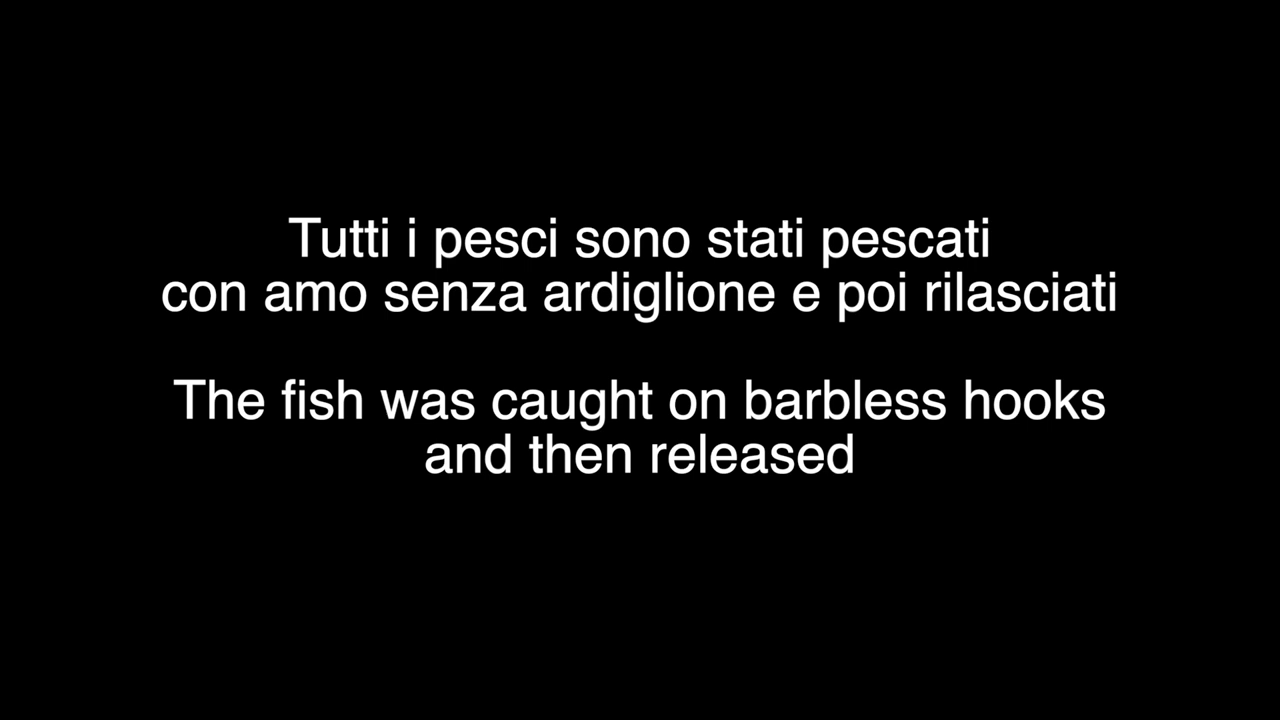 Tutti i pesci sono stati pescati
con amo senza ardiglione e poi rilasciati
The fish was caught on barbless hooks
and then released